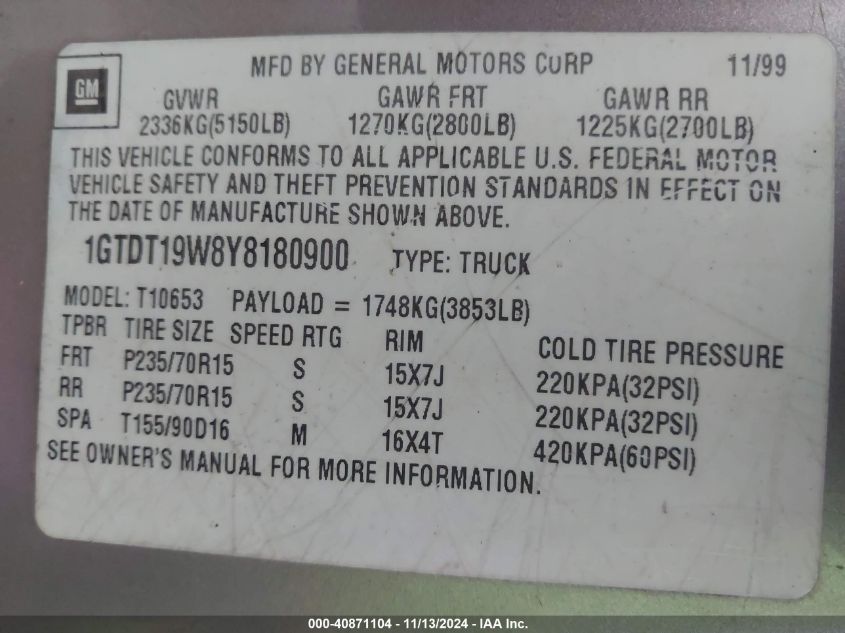 MFD BY GENERAL MOTORS CORP 11/99
GM
GVWR GAWR FRT GAWR RR
2336KG(5150LB) 1270KG(2800LB) 1225KG(2700LB)
THIS VEHICLE CONFORMS TO ALL APPLICABLE U.S. FEDERAL MOTOR
VEHICLE SAFETY AND THEFT PREVENTION STANDARDS IN EFFECT ON
THE DATE OF MANUFACTURE SHOWN ABOVE.
1GTDT19W8Y8180900 TYPE: TRUCK
MODEL: T10653 PAYLOAD = 1748KG(3853LB)
TPBR TIRE SIZE SPEED RTG RIM COLD TIRE PRESSURE
FRT P235/70R15 S 15X7J 220KPA(32PSI)
RR P235/70R15 S 15X7J 220KPA(32PSI)
SPA T155/90D16 M 16X4T 420KPA(60PSI)
SEE OWNER'S MANUAL FOR MORE INFORMATION.
000-40871104 - 11/13/2024 - IAA Inc.